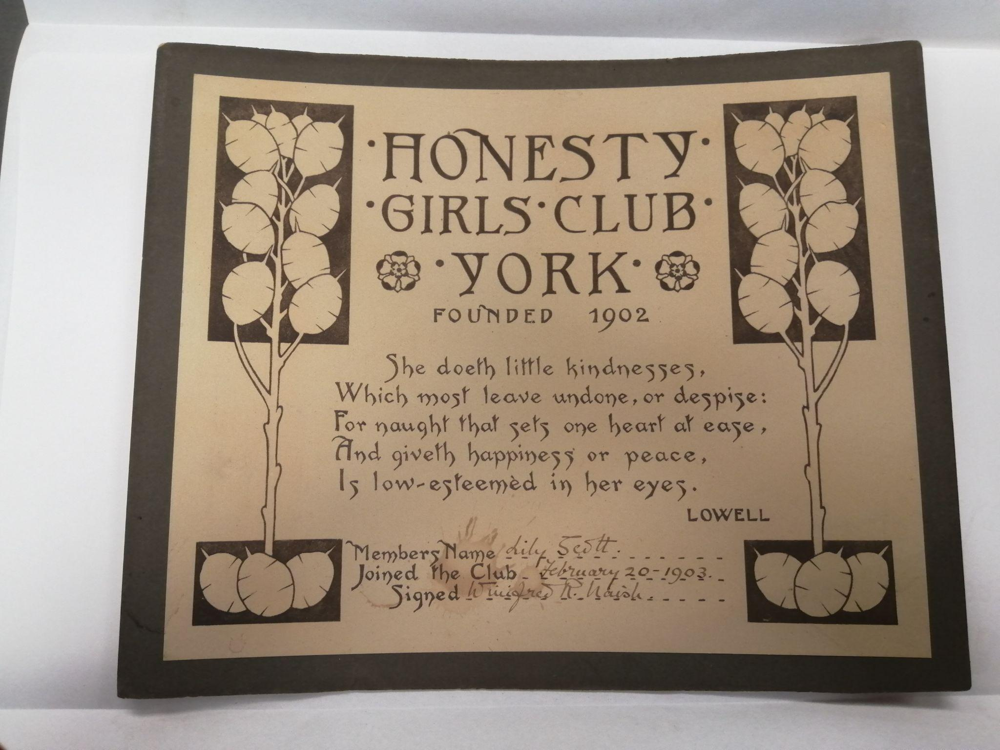 ·HONESTY·
·GIRLS·CLUB·
·YORK·
FOUNDED 1902
She doeth little kindnesses,
Which most leave undone, or despise:
For naught that sets one heart at ease,
And giveth happiness or peace,
Is low-esteemèd in her eyes.
LOWELL
Members Name Lily Scott.
Joined the Club February 20-1903.
Signed Winifred R. Naish.